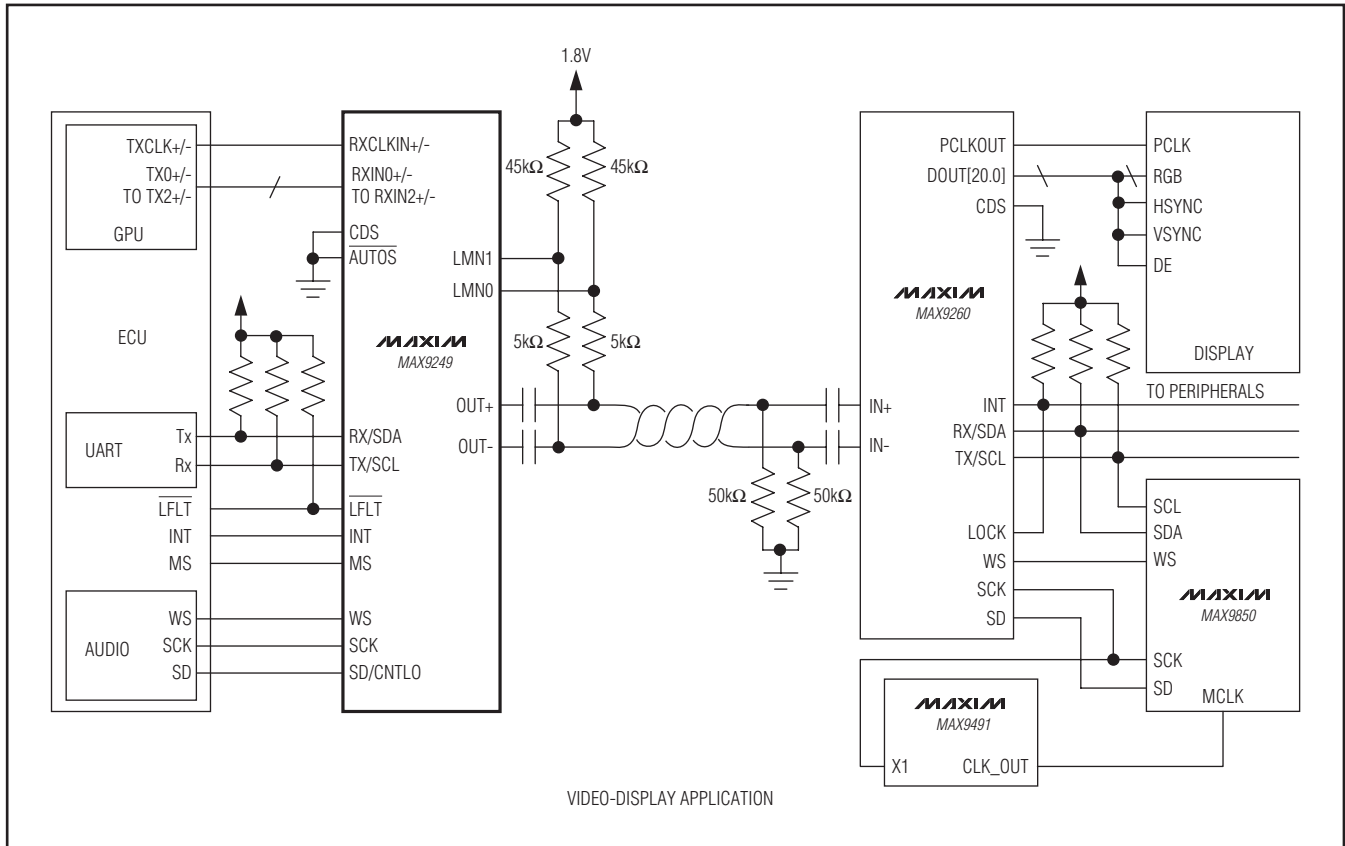 1.8V
TXCLK+/-
TX0+/-
TO TX2+/-
GPU
ECU
UART
Tx
Rx
LFLT
INT
MS
AUDIO
WS
SCK
SD
RXCLKIN+/-
RXIN0+/-
TO RXIN2+/-
CDS
AUTOS
LMN1
LMN0
MAXIM
MAX9249
OUT+
OUT-
RX/SDA
TX/SCL
LFLT
INT
MS
WS
SCK
SD/CNTLO
45kΩ
45kΩ
5kΩ
5kΩ
50kΩ
50kΩ
PCLKOUT
DOUT[20.0]
CDS
MAXIM
MAX9260
IN+
IN-
INT
RX/SDA
TX/SCL
LOCK
WS
SCK
SD
PCLK
RGB
HSYNC
VSYNC
DE
DISPLAY
TO PERIPHERALS
SCL
SDA
WS
MAXIM
MAX9850
SCK
SD
MCLK
MAXIM
MAX9491
X1
CLK_OUT
VIDEO-DISPLAY APPLICATION